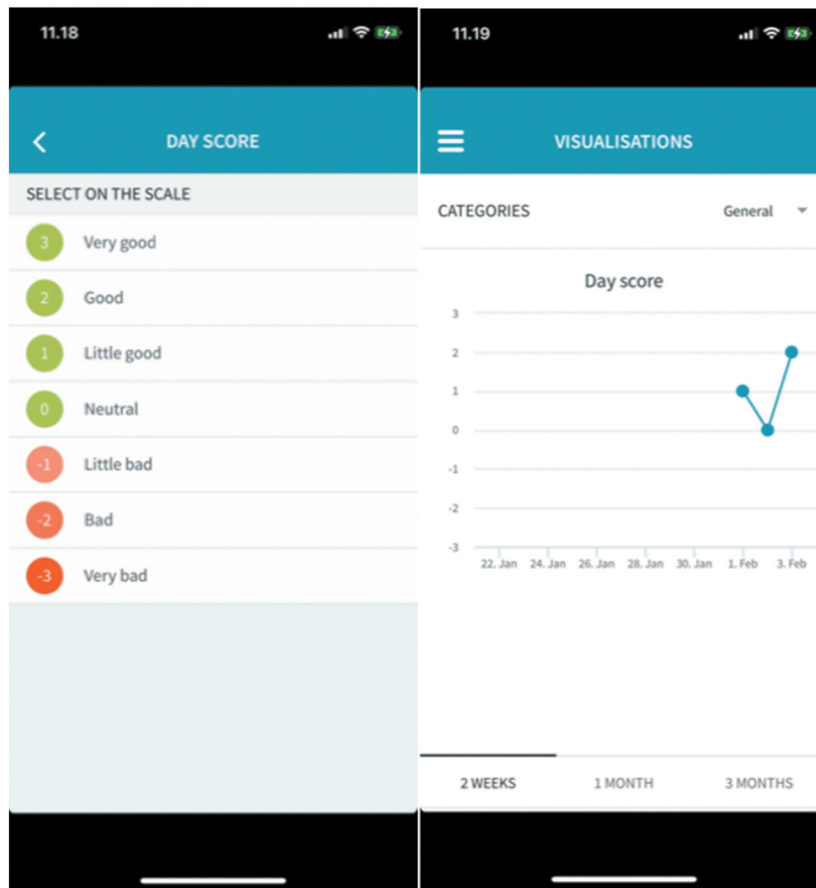 11.18
DAY SCORE
SELECT ON THE SCALE
3 Very good
2 Good
1 Little good
0 Neutral
-1 Little bad
-2 Bad
-3 Very bad
11.19
VISUALISATIONS
CATEGORIES General
Day score
3
2
1
0
-1
-2
-3
22. Jan 24. Jan 26. Jan 28. Jan 30. Jan 1. Feb 3. Feb
2 WEEKS 1 MONTH 3 MONTHS